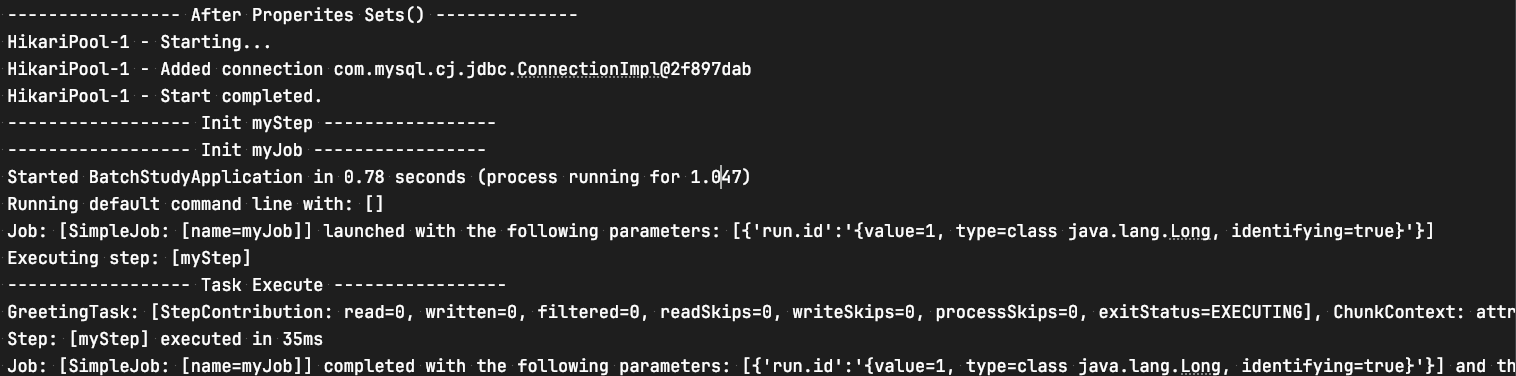 ----------------- After Properites Sets() --------------
HikariPool-1 - Starting...
HikariPool-1 - Added connection com.mysql.cj.jdbc.ConnectionImpl@2f897dab
HikariPool-1 - Start completed.
------------------ Init myStep -----------------
------------------ Init myJob -----------------
Started BatchStudyApplication in 0.78 seconds (process running for 1.047)
Running default command line with: []
Job: [SimpleJob: [name=myJob]] launched with the following parameters: [{'run.id':'{value=1, type=class java.lang.Long, identifying=true}'}]
Executing step: [myStep]
------------------ Task Execute -----------------
GreetingTask: [StepContribution: read=0, written=0, filtered=0, readSkips=0, writeSkips=0, processSkips=0, exitStatus=EXECUTING], ChunkContext: attr
Step: [myStep] executed in 35ms
Job: [SimpleJob: [name=myJob]] completed with the following parameters: [{'run.id':'{value=1, type=class java.lang.Long, identifying=true}'}] and th